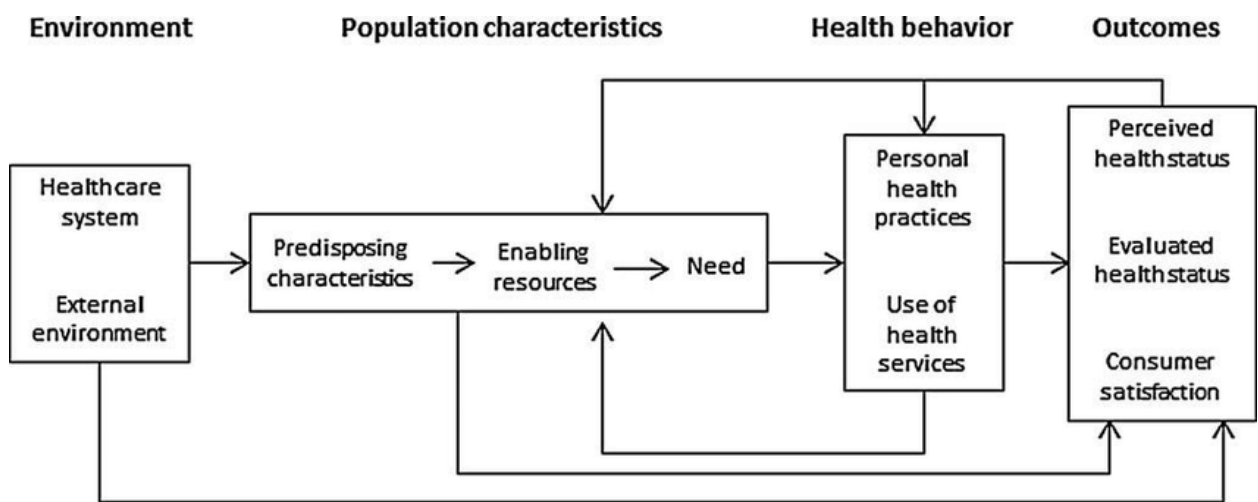 Environment
Population characteristics
Health behavior
Outcomes
Healthcare
system
External
environment
Predisposing
characteristics
Enabling
resources
Need
Personal
health
practices
Use of
health
services
Perceived
health status
Evaluated
health status
Consumer
satisfaction